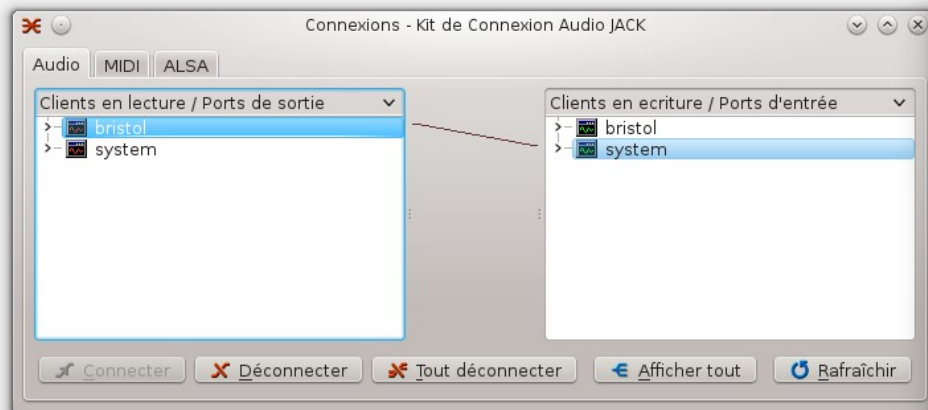 Connexions - Kit de Connexion Audio JACK
Audio MIDI ALSA
Clients en lecture / Ports de sortie
bristol
system
Clients en ecriture / Ports d'entrée
bristol
system
Connecter Déconnecter Tout déconnecter Afficher tout Rafraîchir